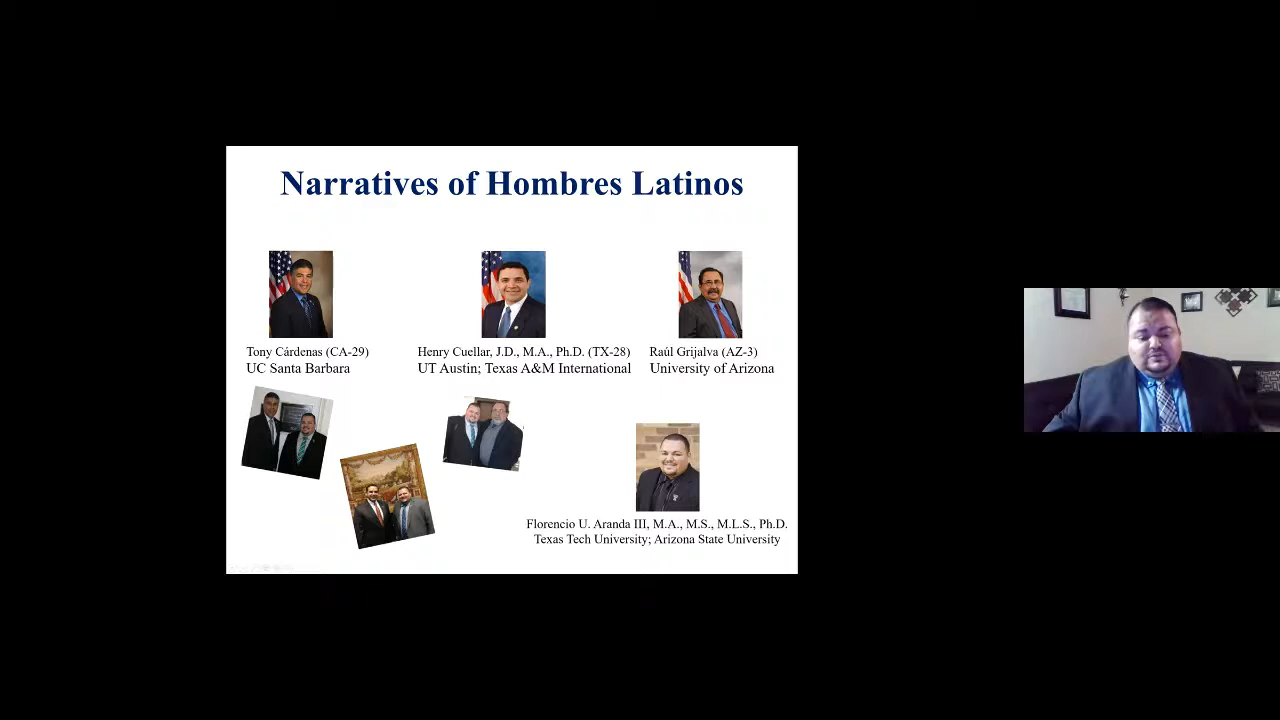 Narratives of Hombres Latinos
Tony Cárdenas (CA-29)
UC Santa Barbara
Henry Cuellar, J.D., M.A., Ph.D. (TX-28)
UT Austin; Texas A&M International
Raúl Grijalva (AZ-3)
University of Arizona
Florencio U. Aranda III, M.A., M.S., M.L.S., Ph.D.
Texas Tech University; Arizona State University